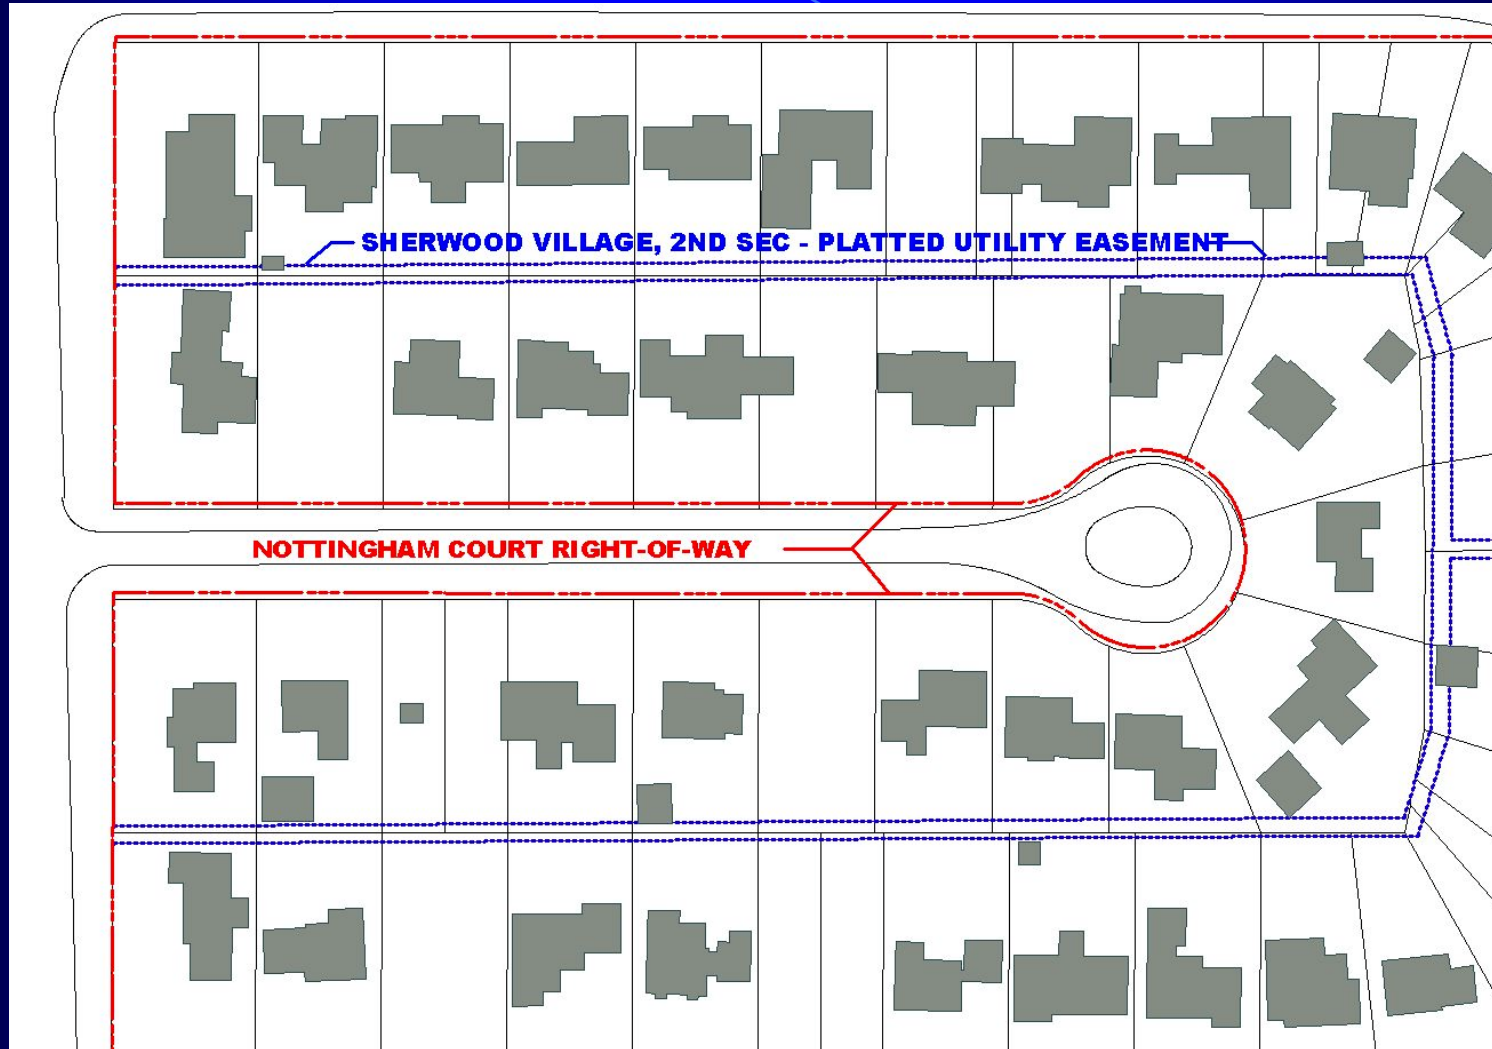 SHERWOOD VILLAGE, 2ND SEC - PLATTED UTILITY EASEMENT
NOTTINGHAM COURT RIGHT-OF-WAY